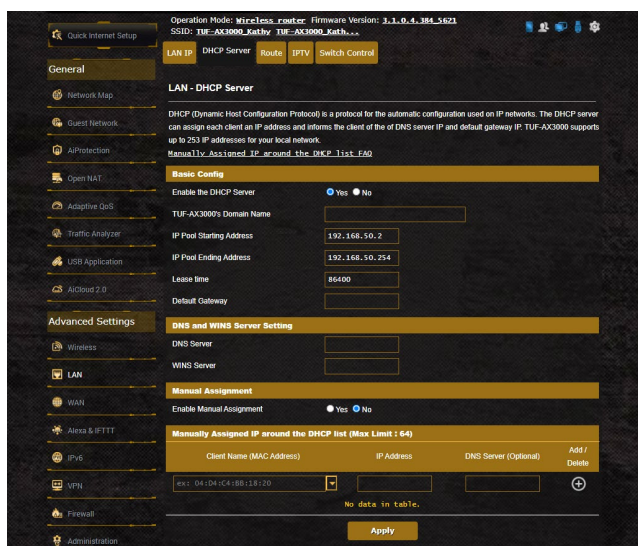 Quick Internet Setup
General
Network Map
Guest Network
AiProtection
Open NAT
Adaptive QoS
Traffic Analyzer
USB Application
AiCloud 2.0
Advanced Settings
Wireless
LAN
WAN
Alexa & IFTTT
IPv6
VPN
Firewall
Administration
Operation Mode: Wireless router Firmware Version: 3.1.0.4.384_5621
SSID: TUF-AX3000_Kathy TUF-AX3000_Kath...
LAN IP DHCP Server Route IPTV Switch Control
LAN - DHCP Server
DHCP (Dynamic Host Configuration Protocol) is a protocol for the automatic configuration used on IP networks. The DHCP server
can assign each client an IP address and informs the client of the of DNS server IP and default gateway IP. TUF-AX3000 supports
up to 253 IP addresses for your local network.
Manually Assigned IP around the DHCP list FAQ
Basic Config
Enable the DHCP Server Yes No
TUF-AX3000's Domain Name
IP Pool Starting Address 192.168.50.2
IP Pool Ending Address 192.168.50.254
Lease time 86400
Default Gateway
DNS and WINS Server Setting
DNS Server
WINS Server
Manual Assignment
Enable Manual Assignment Yes No
Manually Assigned IP around the DHCP list (Max Limit : 64)
Client Name (MAC Address) IP Address DNS Server (Optional) Add /
Delete
ex: 04:D4:C4:BB:18:20
No data in table.
Apply